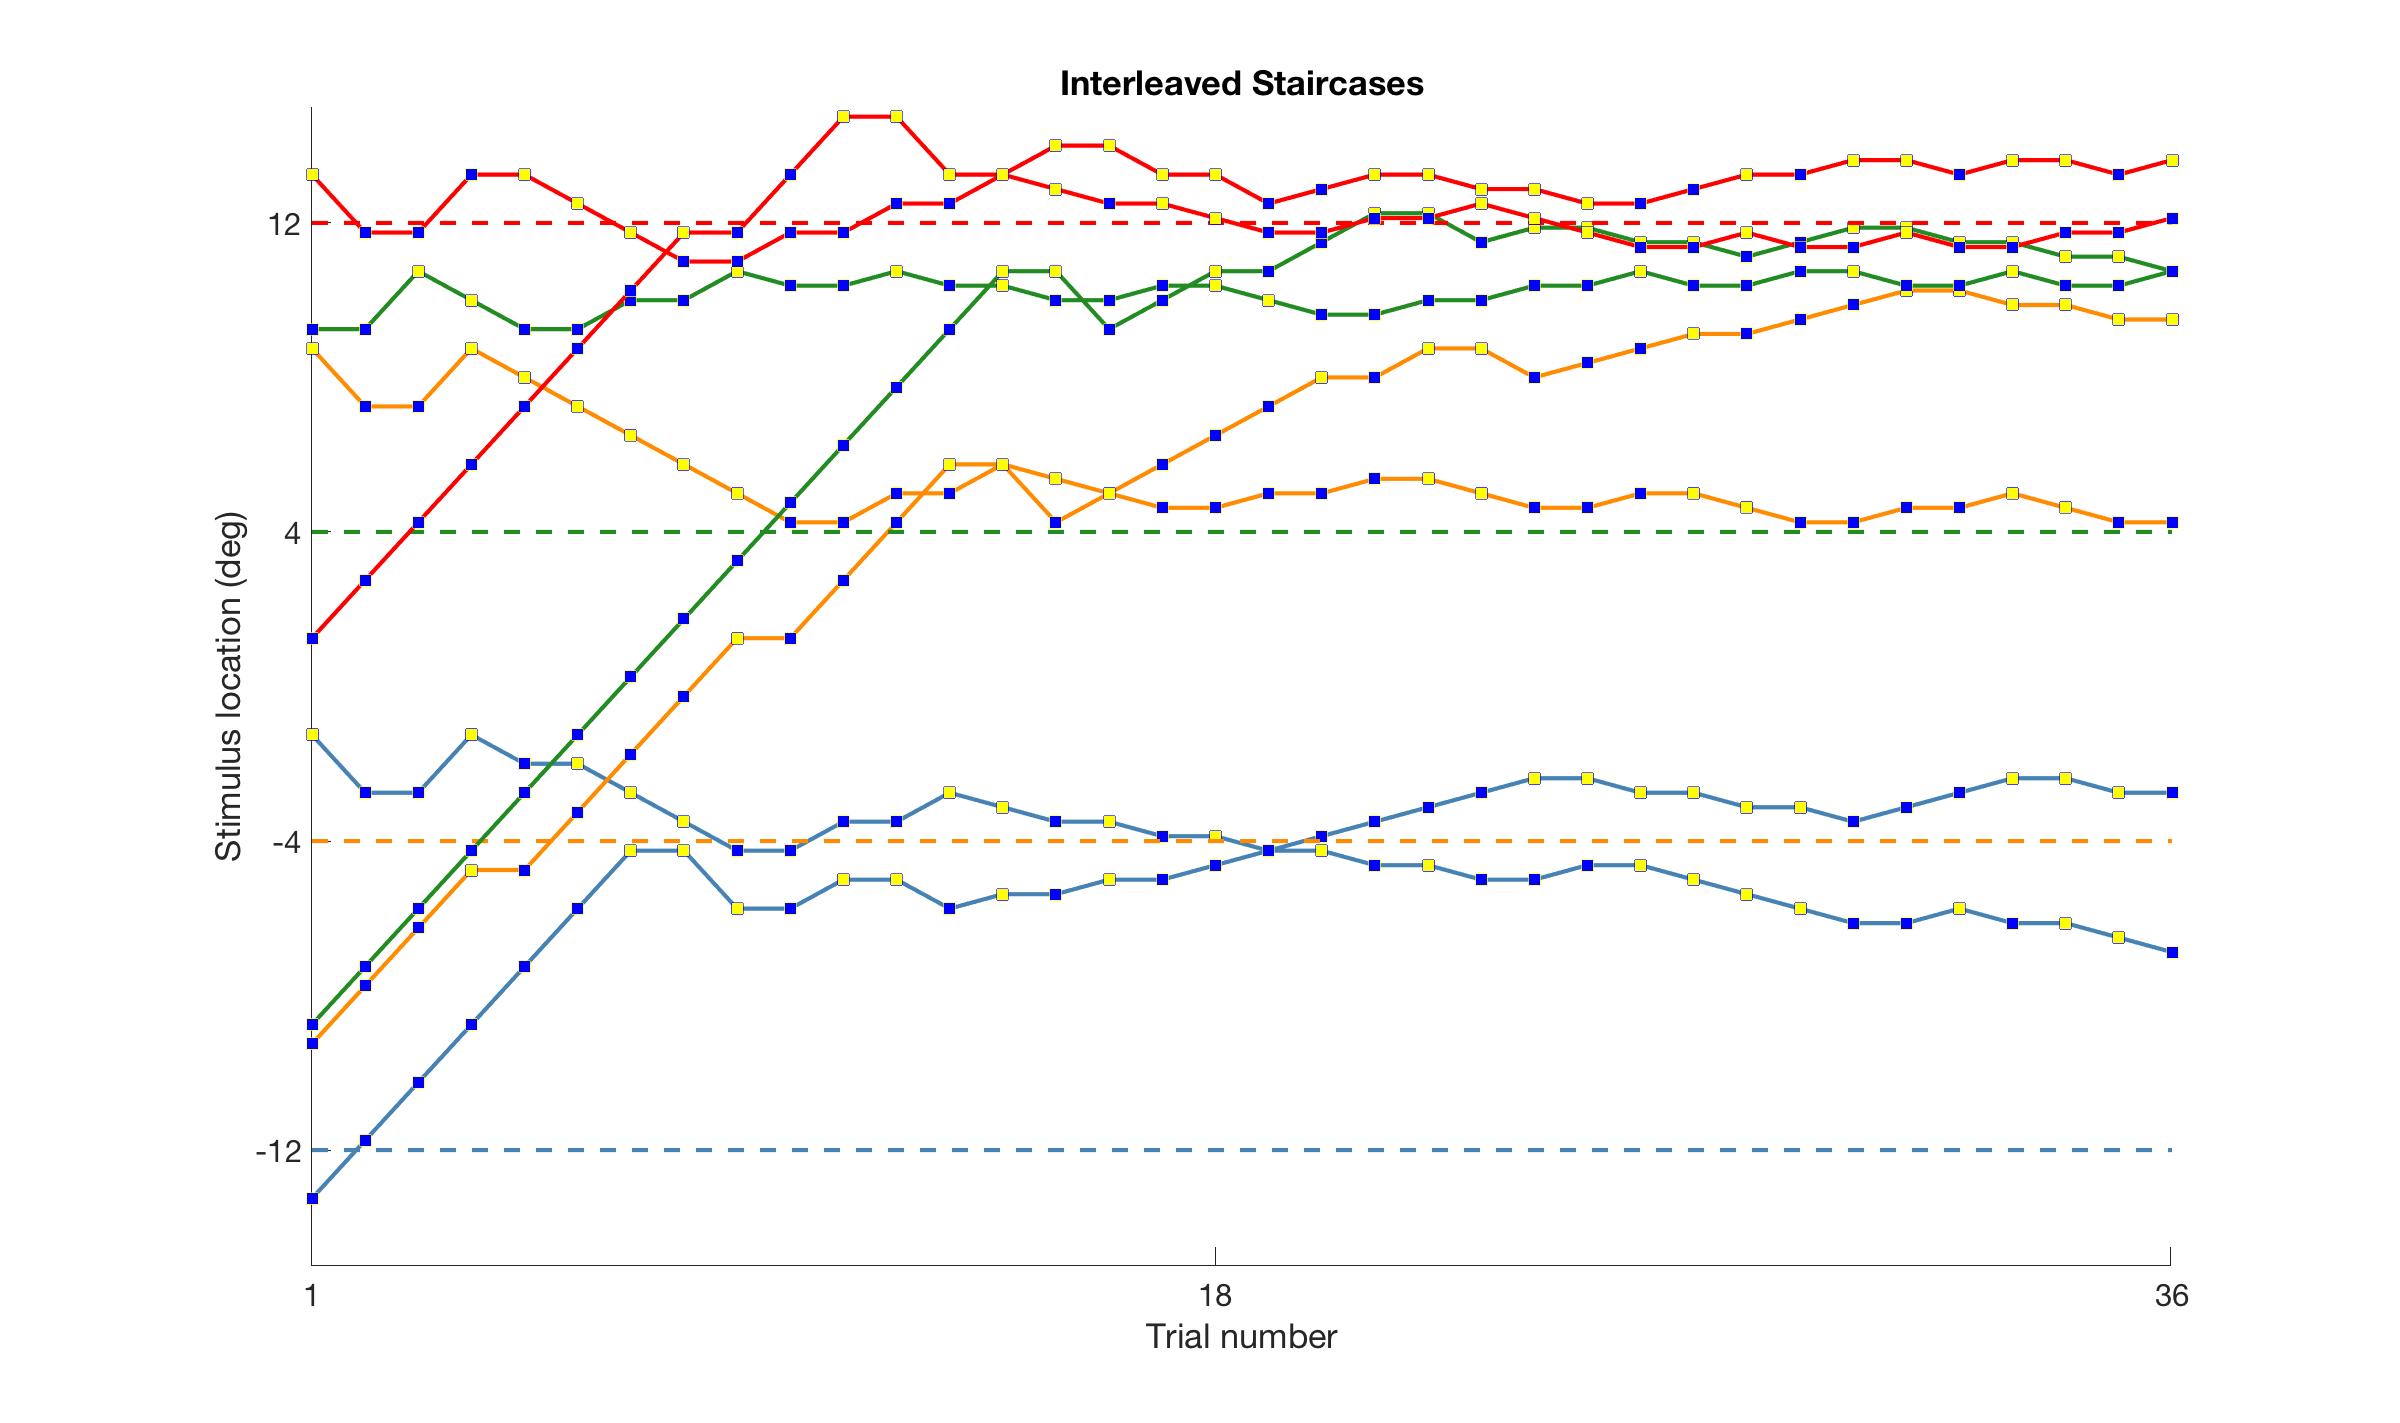 Interleaved Staircases
12
4
-4
-12
Stimulus location (deg)
1 18 36
Trial number